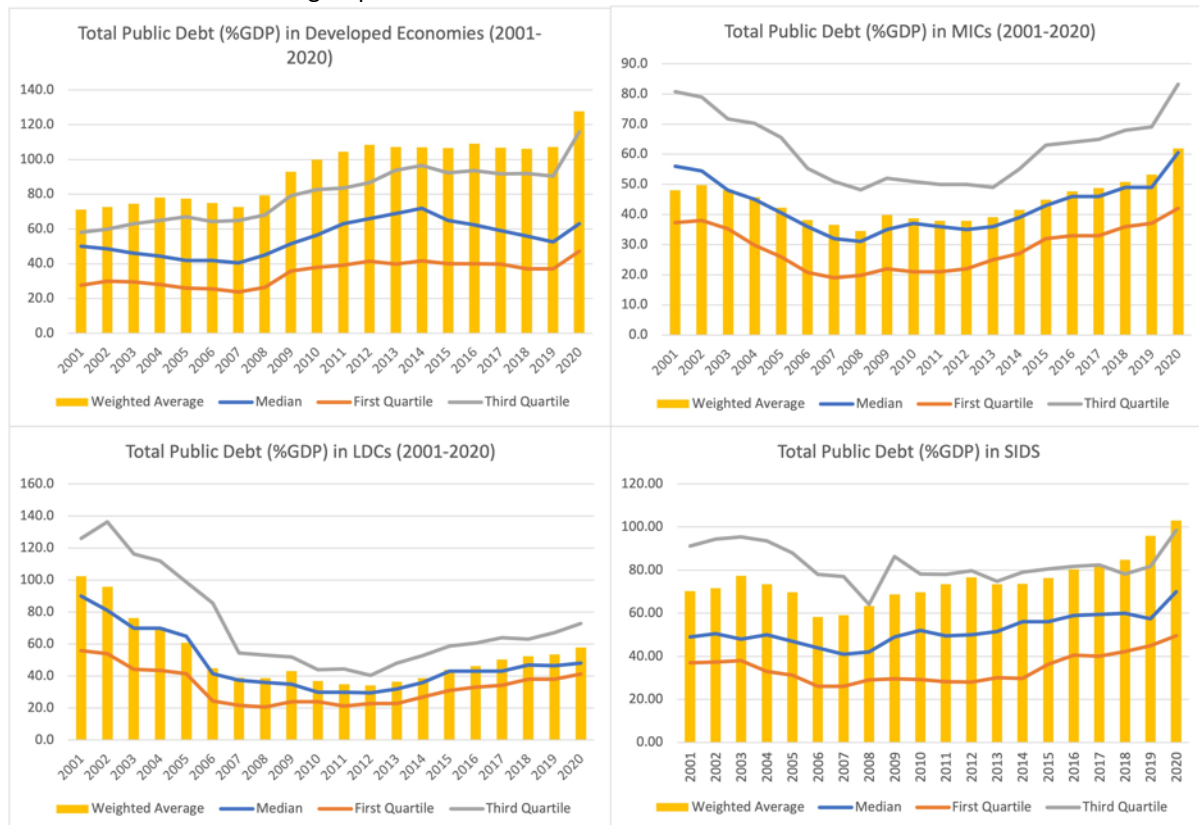 Total Public Debt (%GDP) in Developed Economies (2001-
2020)
140.0
120.0
100.0
80.0
60.0
40.0
20.0
0.0
2001 2002 2003 2004 2005 2006 2007 2008 2009 2010 2011 2012 2013 2014 2015 2016 2017 2018 2019 2020
Weighted Average Median First Quartile Third Quartile
Total Public Debt (%GDP) in MICs (2001-2020)
90.0
80.0
70.0
60.0
50.0
40.0
30.0
20.0
10.0
0.0
2001 2002 2003 2004 2005 2006 2007 2008 2009 2010 2011 2012 2013 2014 2015 2016 2017 2018 2019 2020
Weighted Average Median First Quartile Third Quartile
Total Public Debt (%GDP) in LDCs (2001-2020)
160.0
140.0
120.0
100.0
80.0
60.0
40.0
20.0
0.0
2001 2002 2003 2004 2005 2006 2007 2008 2009 2010 2011 2012 2013 2014 2015 2016 2017 2018 2019 2020
Weighted Average Median First Quartile Third Quartile
Total Public Debt (%GDP) in SIDS
120.00
100.00
80.00
60.00
40.00
20.00
0.00
2001 2002 2003 2004 2005 2006 2007 2008 2009 2010 2011 2012 2013 2014 2015 2016 2017 2018 2019 2020
Weighted Average Median First Quartile Third Quartile